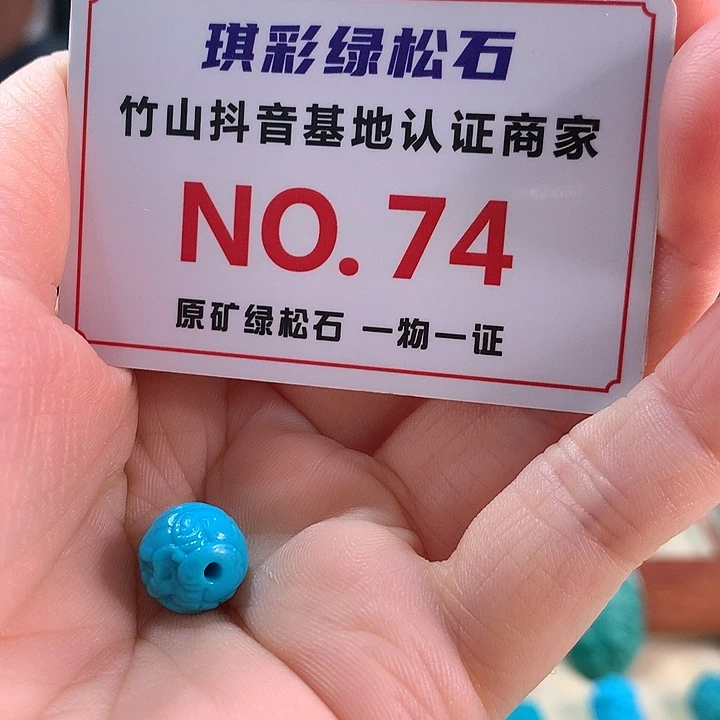 琪彩绿松石
竹山抖音基地认证商家
NO.74
原矿绿松石 一物一证